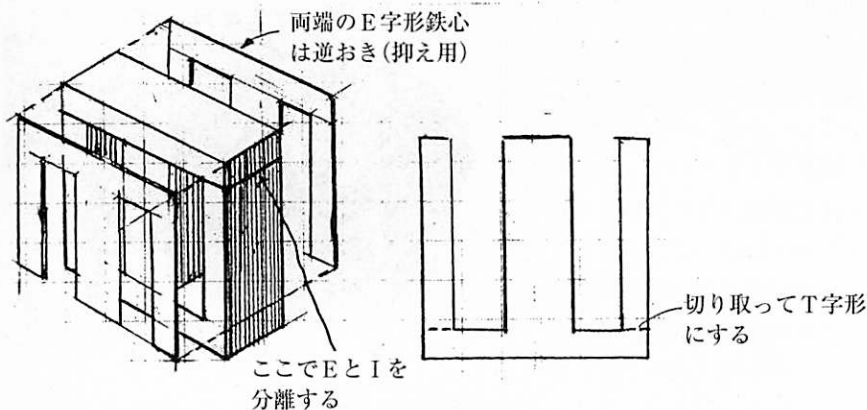 両端のE字形鉄心
は逆おき(抑え用)
切り取ってT字形
にする
ここでEとIを
分離する